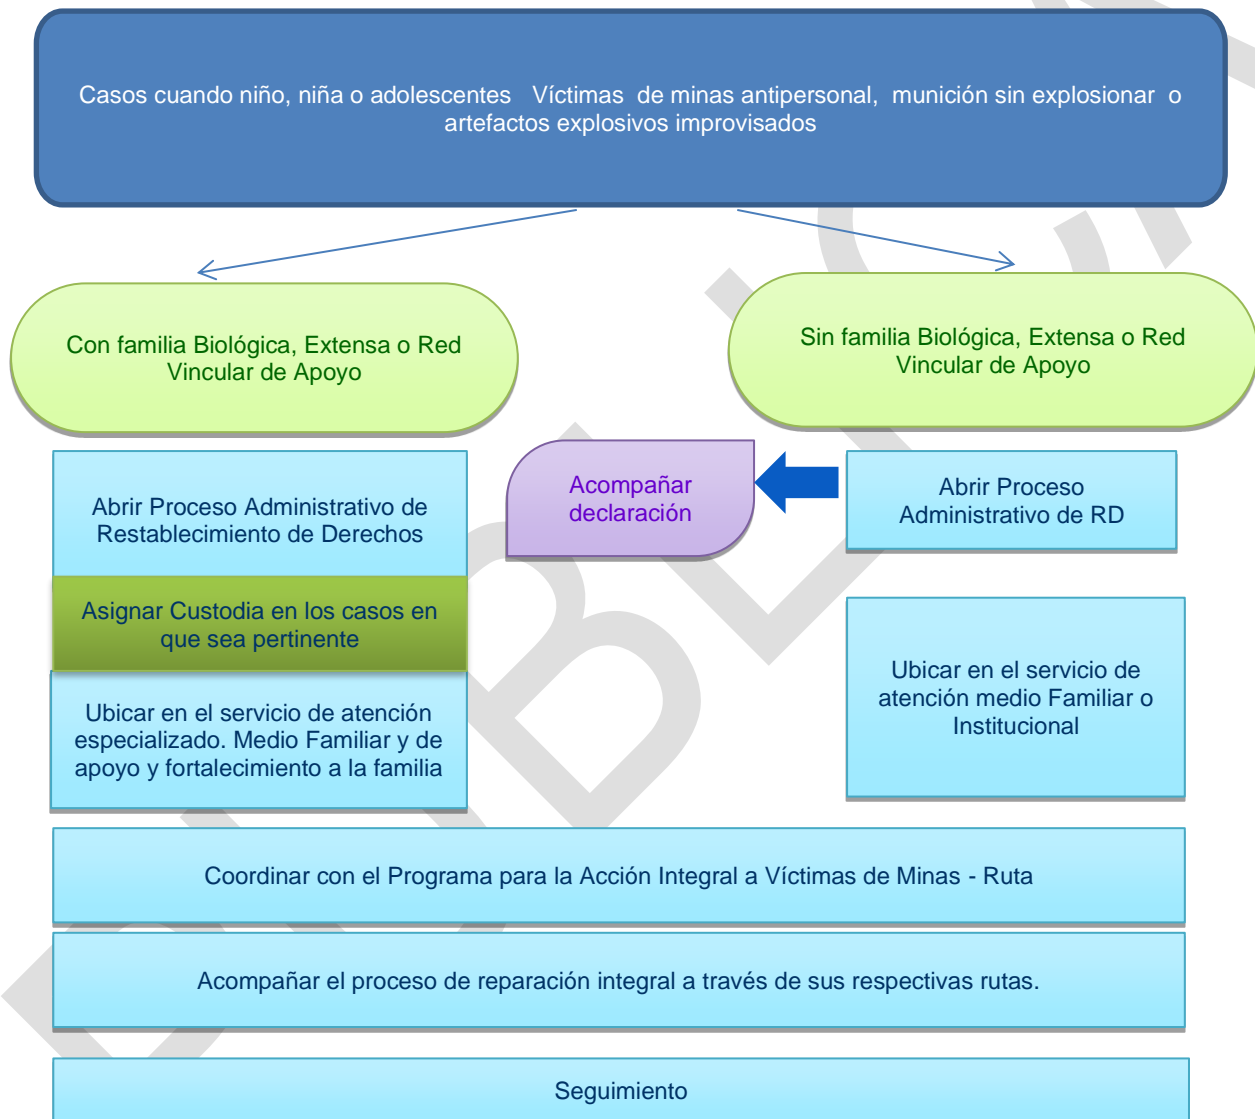 Casos cuando niño, niña o adolescentes Víctimas de minas antipersonal, munición sin explosionar o
artefactos explosivos improvisados
Con familia Biológica, Extensa o Red
Vincular de Apoyo
Sin familia Biológica, Extensa o Red
Vincular de Apoyo
Abrir Proceso Administrativo de
Restablecimiento de Derechos
Acompañar
declaración
Abrir Proceso
Administrativo de RD
Asignar Custodia en los casos en
que sea pertinente
Ubicar en el servicio de atención
especializado. Medio Familiar y de
apoyo y fortalecimiento a la familia
Ubicar en el servicio de
atención medio Familiar o
Institucional
Coordinar con el Programa para la Acción Integral a Víctimas de Minas - Ruta
Acompañar el proceso de reparación integral a través de sus respectivas rutas.
Seguimiento